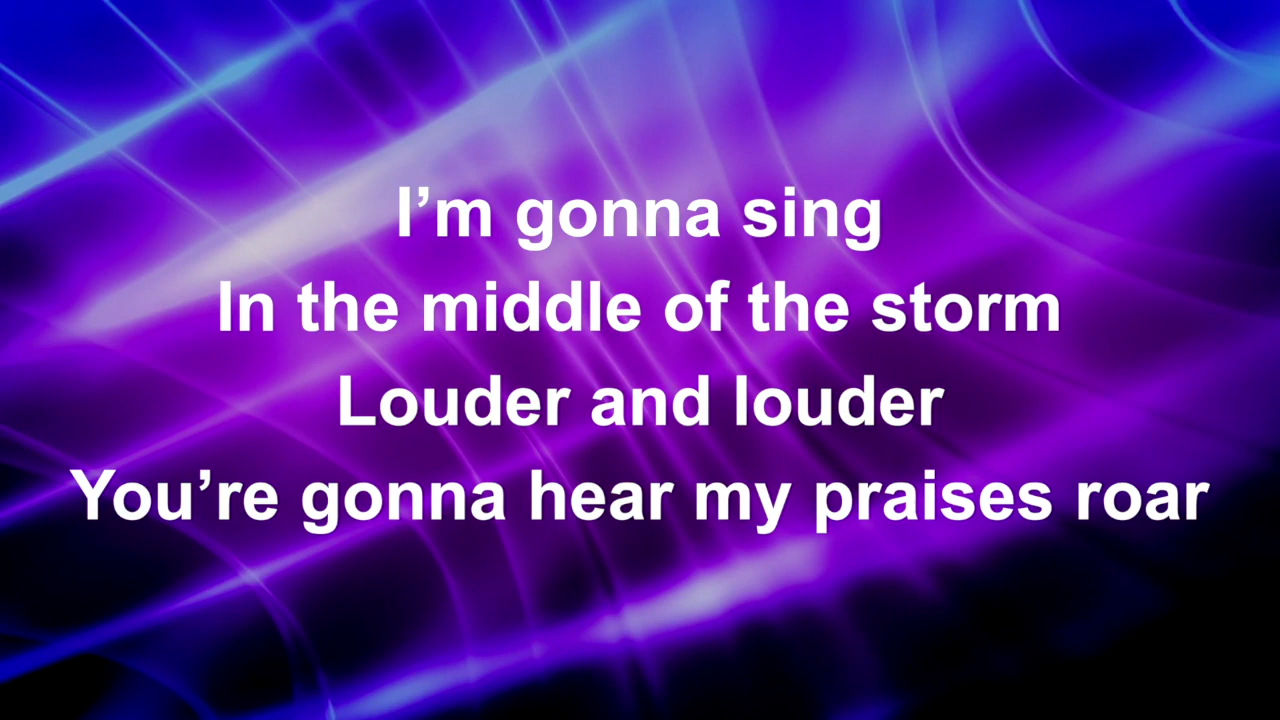 I’m gonna sing
In the middle of the storm
Louder and louder
You’re gonna hear my praises roar